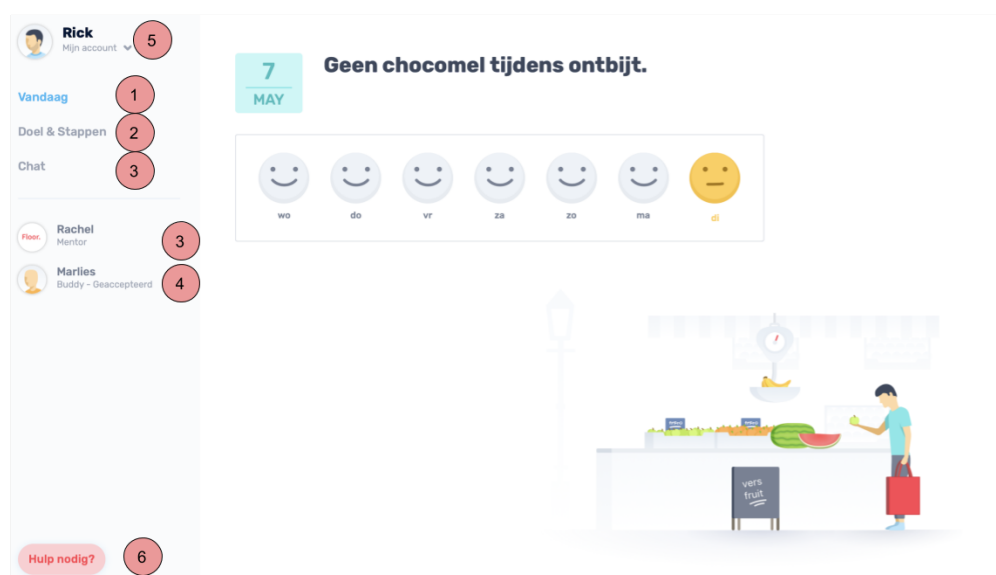 Rick
Mijn account
5
Vandaag
1
Doel & Stappen
2
Chat
3
Floor.
Rachel
Mentor
3
Marlies
Buddy - Geaccepteerd
4
Hulp nodig?
6
7
MAY
Geen chocomel tijdens ontbijt.
wo
do
vr
za
zo
ma
di
vers
fruit